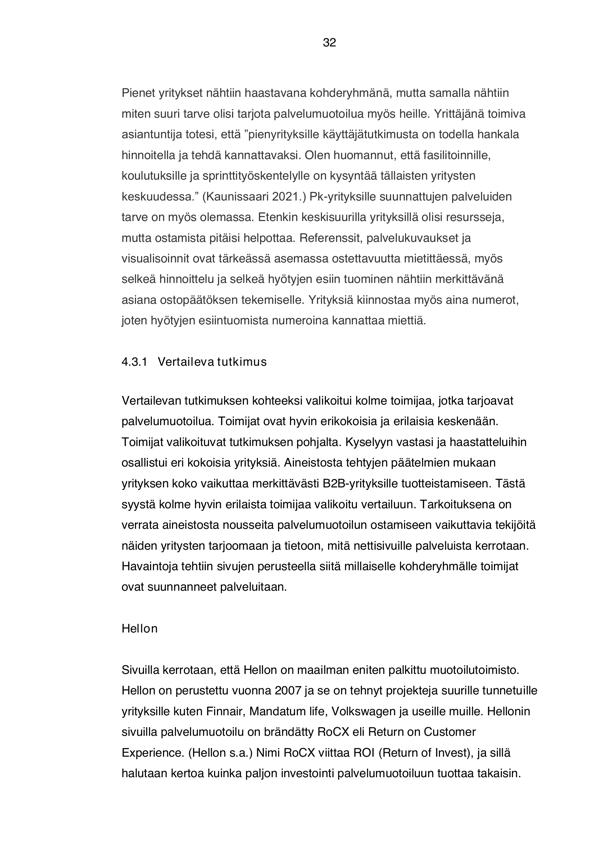 32
Pienet yritykset nähtiin haastavana kohderyhmänä, mutta samalla nähtiin
miten suuri tarve olisi tarjota palvelumuotoilua myös heille. Yrittäjänä toimiva
asiantuntija totesi, että ”pienyrityksille käyttäjätutkimusta on todella hankala
hinnoitella ja tehdä kannattavaksi. Olen huomannut, että fasilitoinnille,
koulutuksille ja sprinttityöskentelylle on kysyntää tällaisten yritysten
keskuudessa.” (Kaunissaari 2021.) Pk-yrityksille suunnattujen palveluiden
tarve on myös olemassa. Etenkin keskisuurilla yrityksillä olisi resursseja,
mutta ostamista pitäisi helpottaa. Referenssit, palvelukuvaukset ja
visualisoinnit ovat tärkeässä asemassa ostettavuutta mietittäessä, myös
selkeä hinnoittelu ja selkeä hyötyjen esiin tuominen nähtiin merkittävänä
asiana ostopäätöksen tekemiselle. Yrityksiä kiinnostaa myös aina numerot,
joten hyötyjen esiintuomista numeroina kannattaa miettiä.
4.3.1 Vertaileva tutkimus
Vertailevan tutkimuksen kohteeksi valikoitui kolme toimijaa, jotka tarjoavat
palvelumuotoilua. Toimijat ovat hyvin erikokoisia ja erilaisia keskenään.
Toimijat valikoituvat tutkimuksen pohjalta. Kyselyyn vastasi ja haastatteluihin
osallistui eri kokoisia yrityksiä. Aineistosta tehtyjen päätelmien mukaan
yrityksen koko vaikuttaa merkittävästi B2B-yrityksille tuotteistamiseen. Tästä
syystä kolme hyvin erilaista toimijaa valikoitu vertailuun. Tarkoituksena on
verrata aineistosta nousseita palvelumuotoilun ostamiseen vaikuttavia tekijöitä
näiden yritysten tarjoomaan ja tietoon, mitä nettisivuille palveluista kerrotaan.
Havaintoja tehtiin sivujen perusteella siitä millaiselle kohderyhmälle toimijat
ovat suunnanneet palveluitaan.
Hellon
Sivuilla kerrotaan, että Hellon on maailman eniten palkittu muotoilutoimisto.
Hellon on perustettu vuonna 2007 ja se on tehnyt projekteja suurille tunnetuille
yrityksille kuten Finnair, Mandatum life, Volkswagen ja useille muille. Hellonin
sivuilla palvelumuotoilu on brändätty RoCX eli Return on Customer
Experience. (Hellon s.a.) Nimi RoCX viittaa ROI (Return of Invest), ja sillä
halutaan kertoa kuinka paljon investointi palvelumuotoiluun tuottaa takaisin.